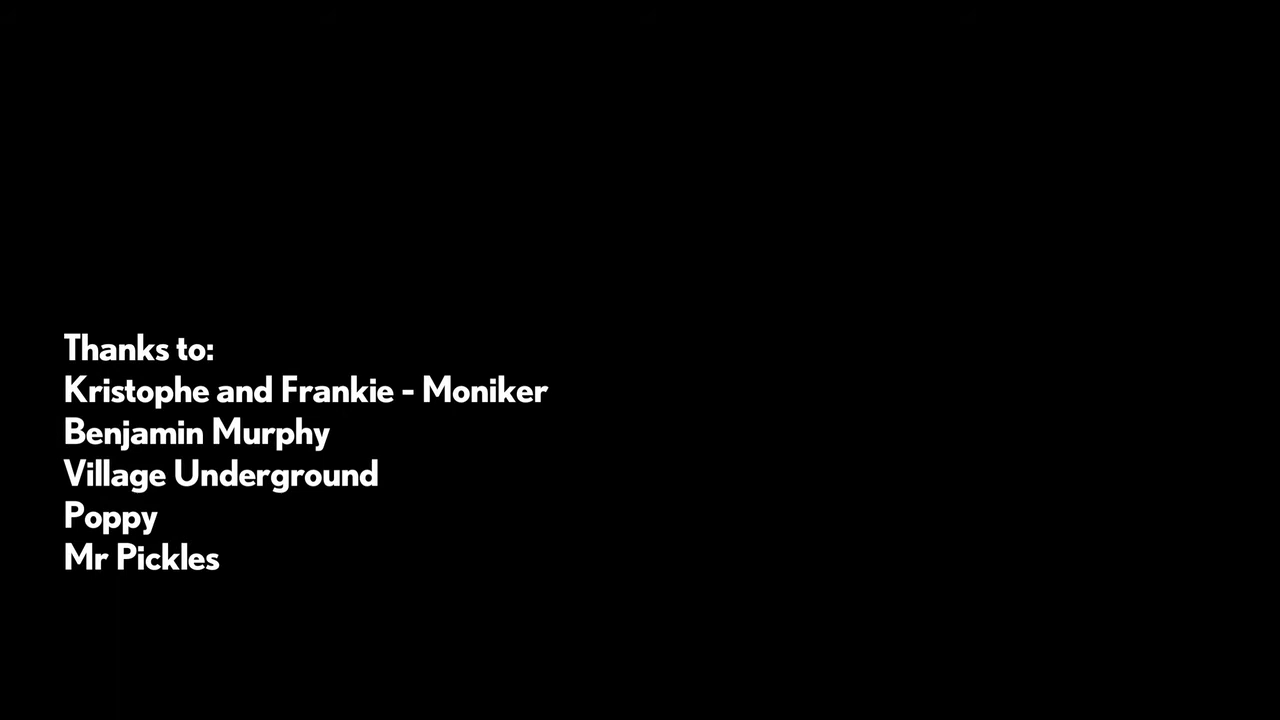 Thanks to:
Kristophe and Frankie - Moniker
Benjamin Murphy
Village Underground
Poppy
Mr Pickles